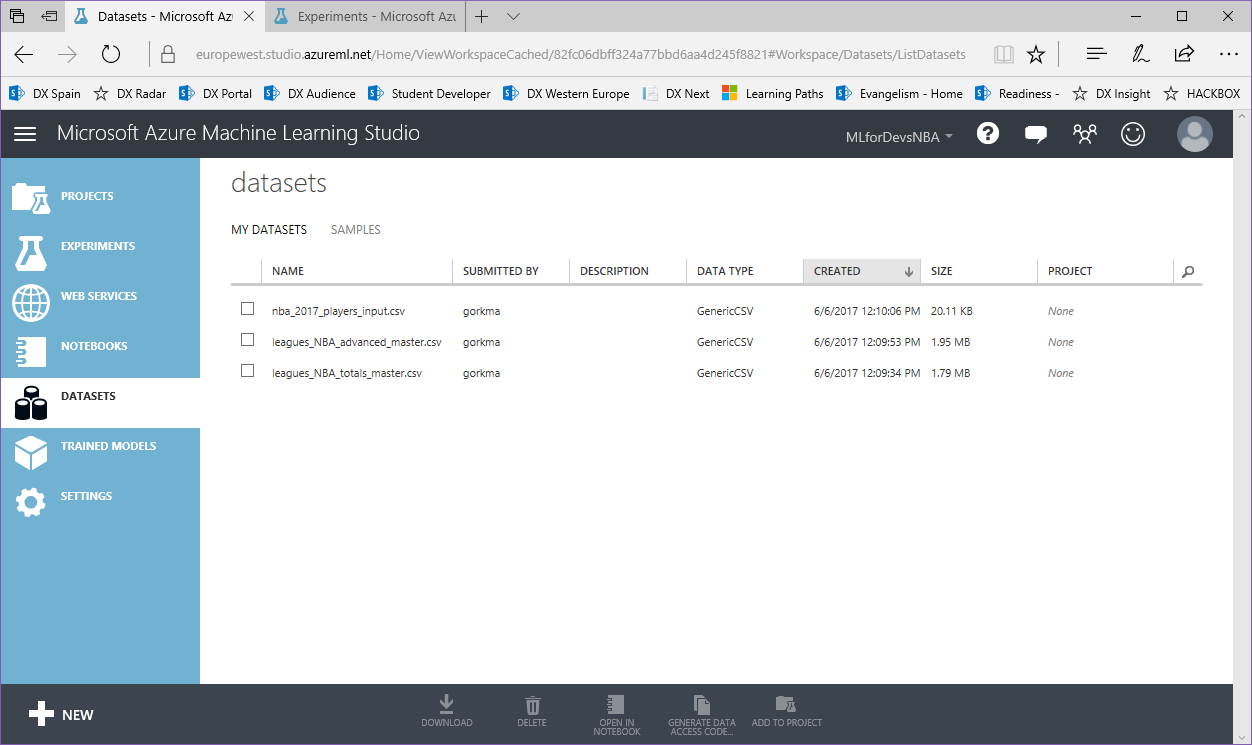 Datasets - Microsoft Az
Experiments - Microsoft Azu
europewest.studio.azureml.net/Home/ViewWorkspaceCached/82fc06dbff324a77bbd6aa4d245f8821#Workspace/Datasets/ListDatasets
DX Spain DX Radar DX Portal DX Audience Student Developer DX Western Europe DX Next Learning Paths Evangelism - Home Readiness - DX Insight HACKBOX
Microsoft Azure Machine Learning Studio
MLforDevsNBA
PROJECTS
EXPERIMENTS
WEB SERVICES
NOTEBOOKS
DATASETS
TRAINED MODELS
SETTINGS
datasets
MY DATASETS SAMPLES
NAME SUBMITTED BY DESCRIPTION DATA TYPE CREATED SIZE PROJECT
nba_2017_players_input.csv gorkma GenericCSV 6/6/2017 12:10:06 PM 20.11 KB None
leagues_NBA_advanced_master.csv gorkma GenericCSV 6/6/2017 12:09:53 PM 1.95 MB None
leagues_NBA_totals_master.csv gorkma GenericCSV 6/6/2017 12:09:34 PM 1.79 MB None
NEW
DOWNLOAD
DELETE
OPEN IN
NOTEBOOK
GENERATE DATA
ACCESS CODE...
ADD TO PROJECT